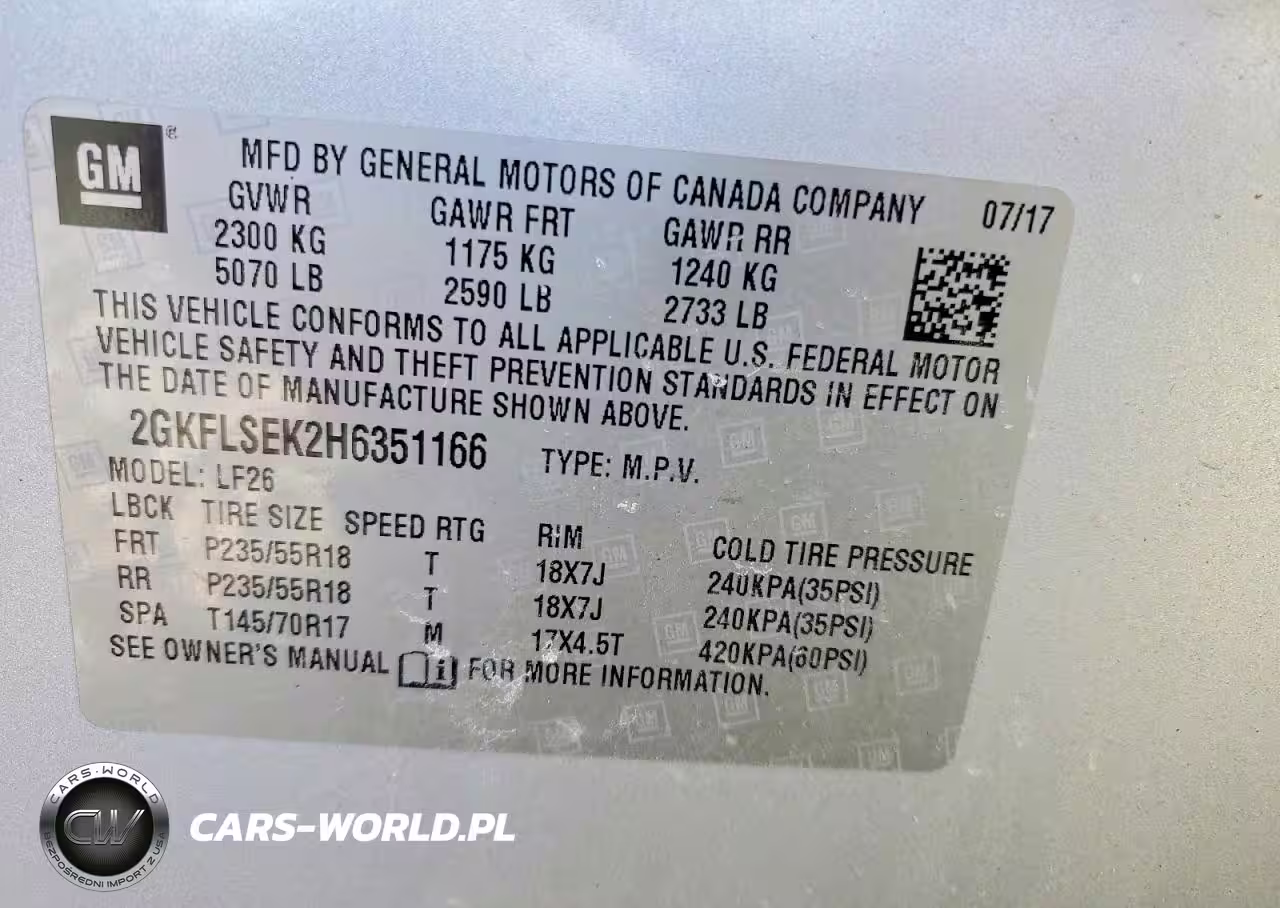 GM ®
MFD BY GENERAL MOTORS OF CANADA COMPANY 07/17
GVWR GAWR FRT GAWR RR
2300 KG 1175 KG 1240 KG
5070 LB 2590 LB 2733 LB
THIS VEHICLE CONFORMS TO ALL APPLICABLE U.S. FEDERAL MOTOR
VEHICLE SAFETY AND THEFT PREVENTION STANDARDS IN EFFECT ON
THE DATE OF MANUFACTURE SHOWN ABOVE.
2GKFLSEK2H6351166 TYPE: M.P.V.
MODEL: LF26
LBCK TIRE SIZE SPEED RTG RIM COLD TIRE PRESSURE
FRT P235/55R18 T 18X7J 240KPA(35PSI)
RR P235/55R18 T 18X7J 240KPA(35PSI)
SPA T145/70R17 M 17X4.5T 420KPA(60PSI)
SEE OWNER'S MANUAL i FOR MORE INFORMATION.
CARS-WORLD
CW
BEZPOŚREDNI IMPORT Z USA
CARS-WORLD.PL